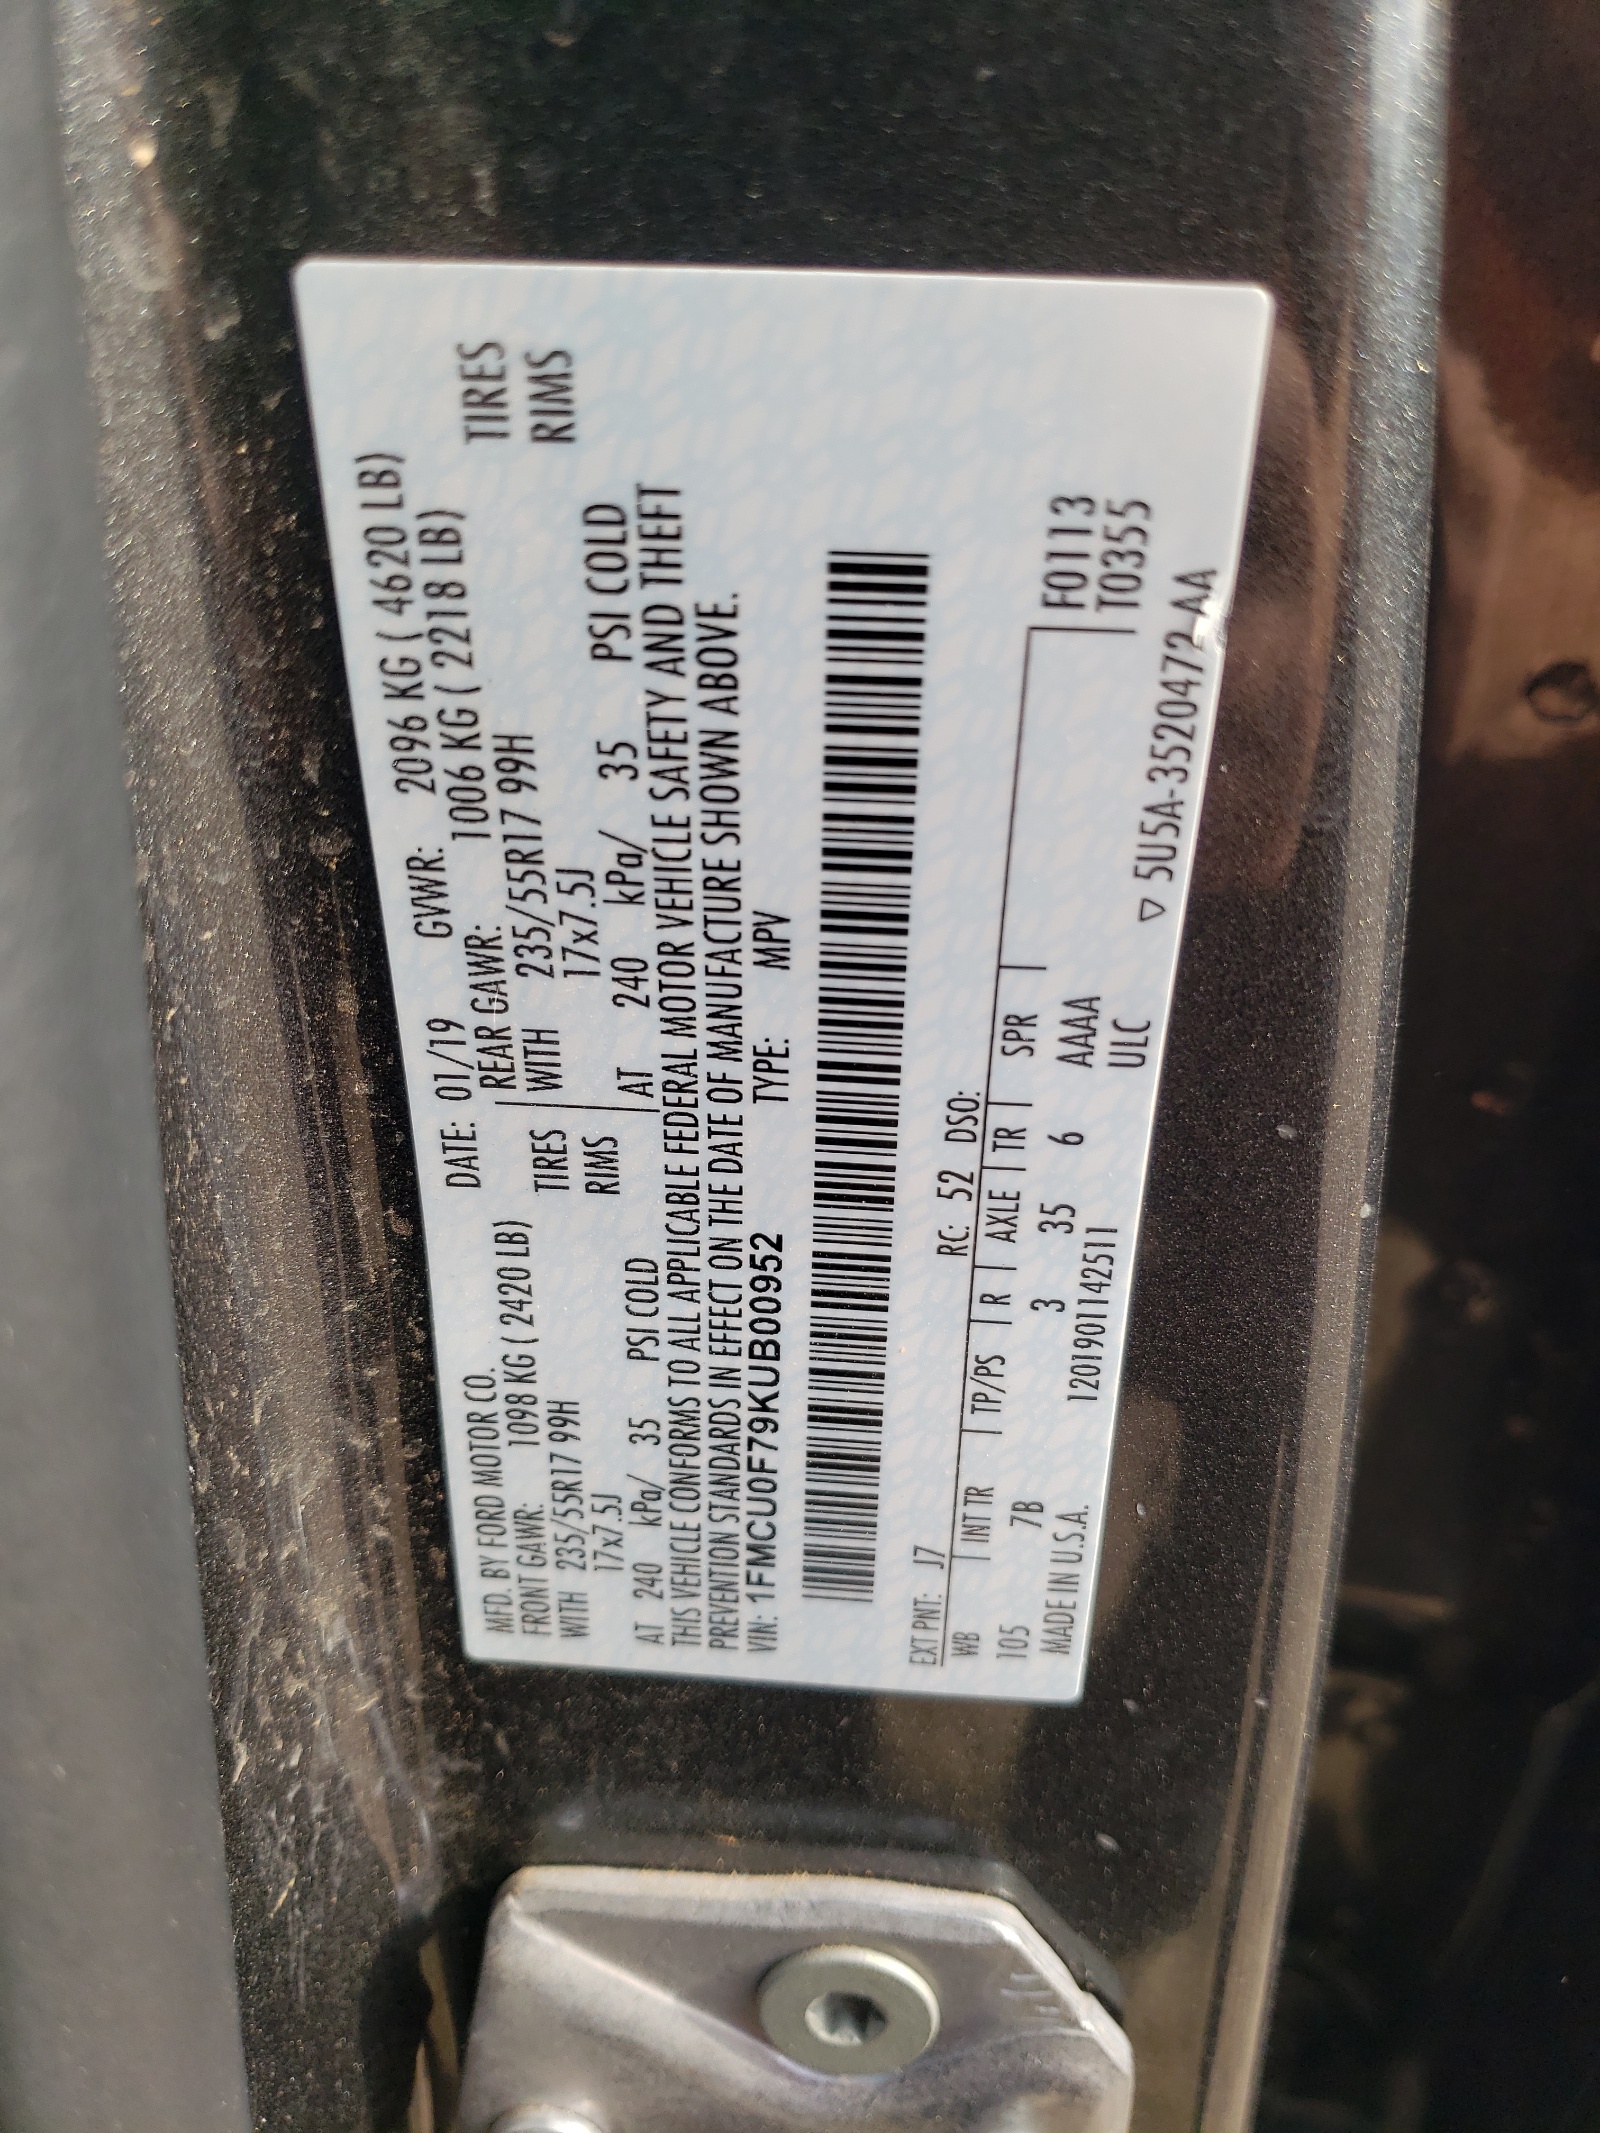 MFD. BY FORD MOTOR CO. DATE: 01/19 GVWR: 2096 KG ( 4620 LB)
FRONT GAWR: 1098 KG ( 2420 LB) REAR GAWR: 1006 KG ( 2218 LB)
WITH 235/55R17 99H TIRES WITH 235/55R17 99H TIRES
17x7.5J RIMS 17x7.5J RIMS
AT 240 kPa/ 35 PSI COLD AT 240 kPa/ 35 PSI COLD
THIS VEHICLE CONFORMS TO ALL APPLICABLE FEDERAL MOTOR VEHICLE SAFETY AND THEFT
PREVENTION STANDARDS IN EFFECT ON THE DATE OF MANUFACTURE SHOWN ABOVE.
VIN: 1FMCU0F79KUB00952 TYPE: MPV
EXT PNT: J7 RC: 52 DSO:
WB INT TR TP/PS R AXLE TR SPR F0113
105 7B 3 35 6 AAAA T0355
MADE IN U.S.A. 1201901142511 ULC
▽ 5U5A-3520472-AA